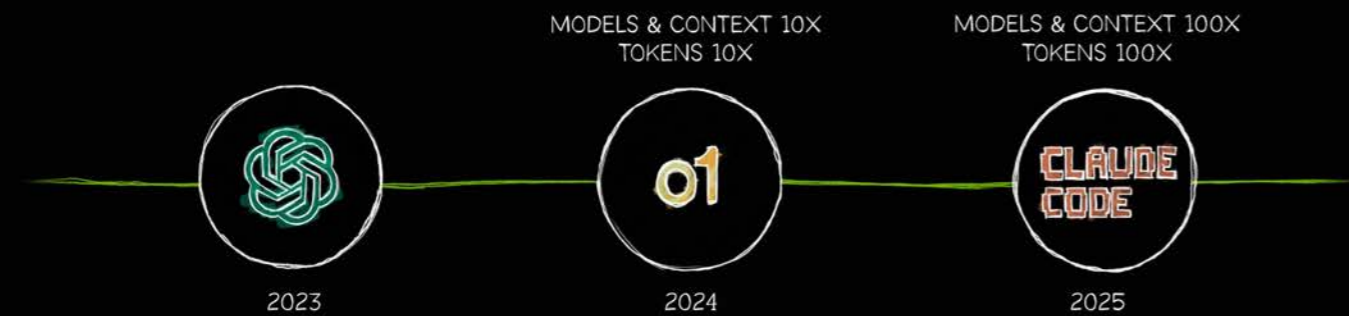 MODELS & CONTEXT 10X
TOKENS 10X
MODELS & CONTEXT 100X
TOKENS 100X
o1
CLAUDE
CODE
2023
2024
2025